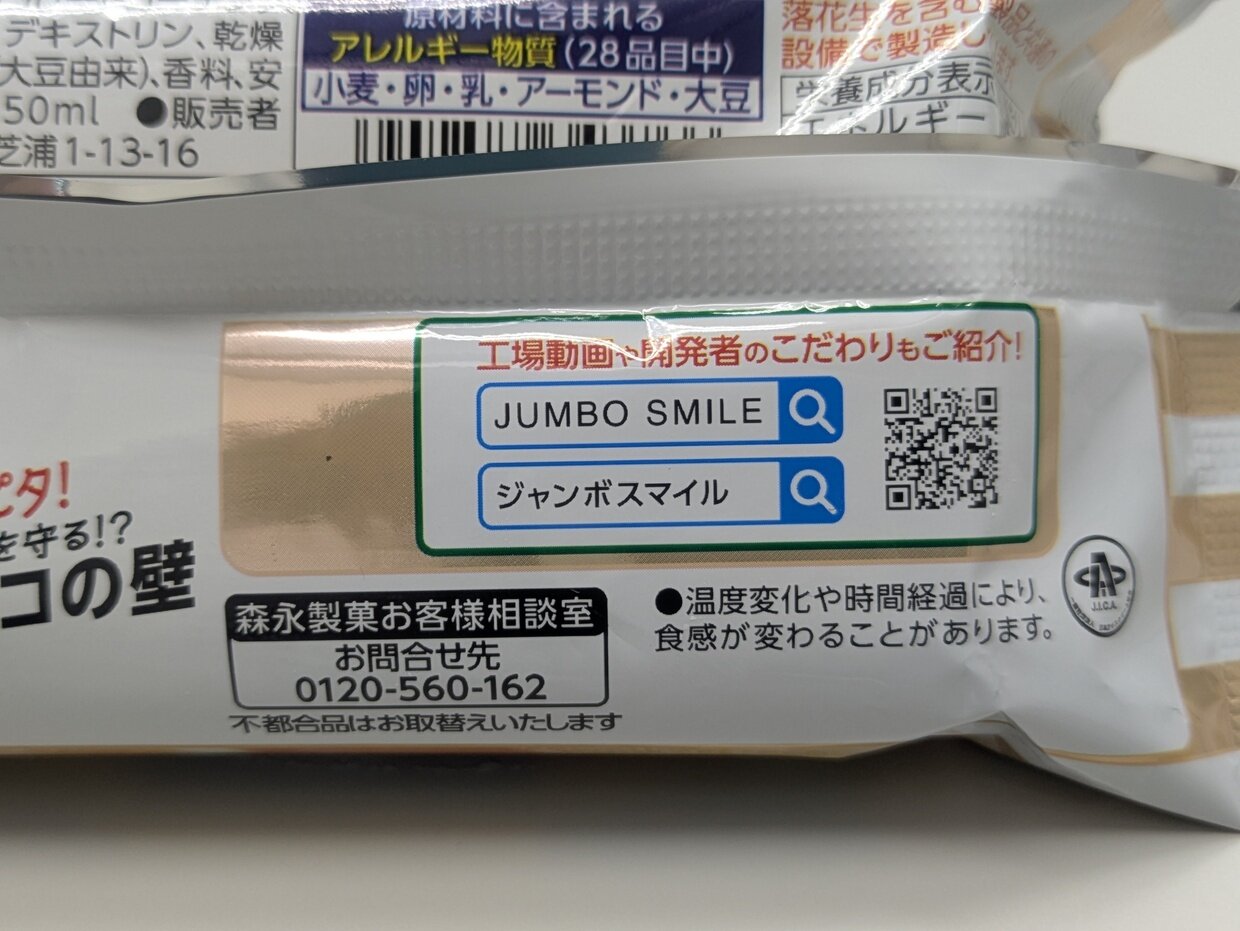 デキストリン、乾燥
大豆由来)、香料、安
50ml ●販売者
芝浦1-13-16
原材料に含まれる
アレルギー物質(28品目中)
小麦・卵・乳・アーモンド・大豆
落花生を含む
設備で製造し
栄養成分表示
エネルギー
工場動画や開発者のこだわりもご紹介!
JUMBO SMILE
ジャンボスマイル
ピタ!
を守る!?
コの壁
森永製菓お客様相談室
お問合せ先
0120-560-162
不都合品はお取替えいたします
●温度変化や時間経過により、
食感が変わることがあります。
J.I.C.A.